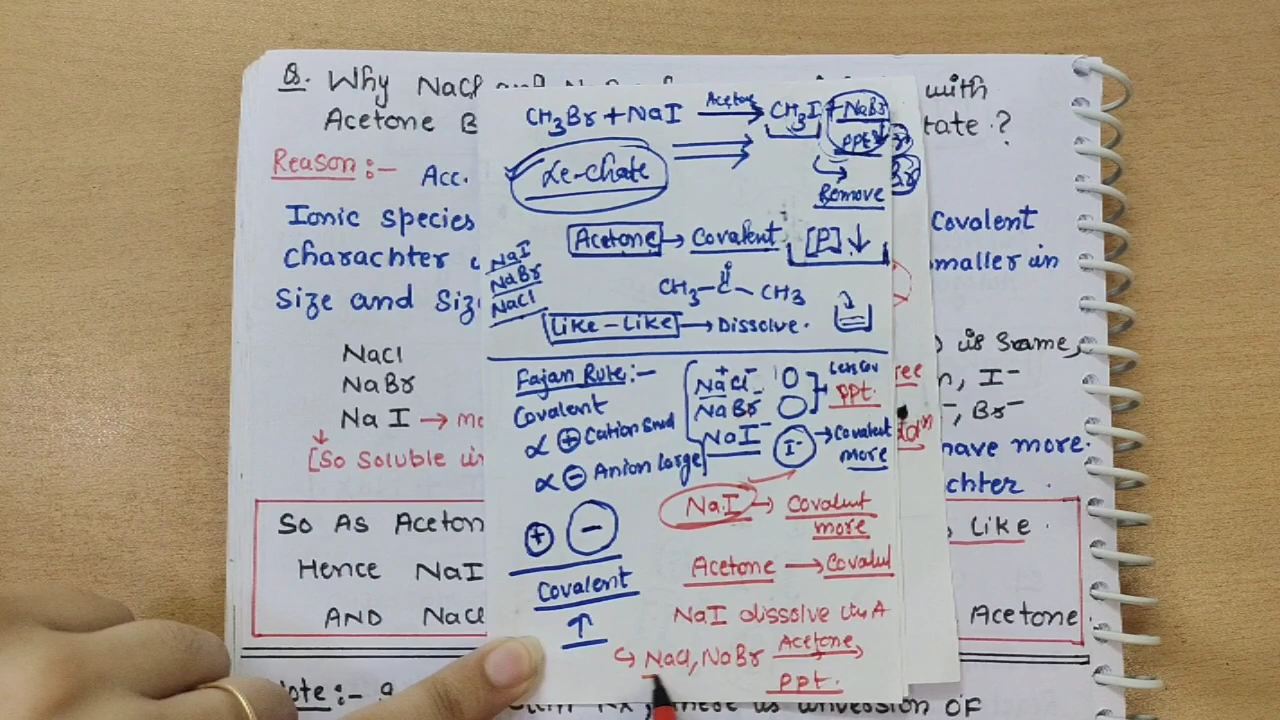 Q. Why NaCl and
with
Acetone B
tate ?
Reason :- Acc.
Ionic species
Covalent
Charachter
smaller in
Size and Siz
NaCl
is same,
NaBr
, I⁻
Na I →
, Br⁻
[So Soluble in
have more.
chter
So As Aceton
, Like
Hence NaI
AND NaCl
Acetone
Note :-
CH₃Br + NaI Acetone → CH₃I + NaBr
ppt ↓
Le-Chate
Remove
Acetone → Covalent [P] ↓
NaI
NaBr
NaCl
CH₃ - C - CH₃
O
Like-Like → Dissolve.
Fajan Rule :-
Covalent
∝ ⊕ Cation Small
∝ ⊖ Anion Large
Na⁺Cl⁻
NaBr
ppt.
NaI⁻ I⁻ → Covalent
more
NaI → Covalent
more
+ -
Covalent
↑
Acetone →
NaI dissolve in A
↳ NaCl, NaBr Acetone →
ppt.